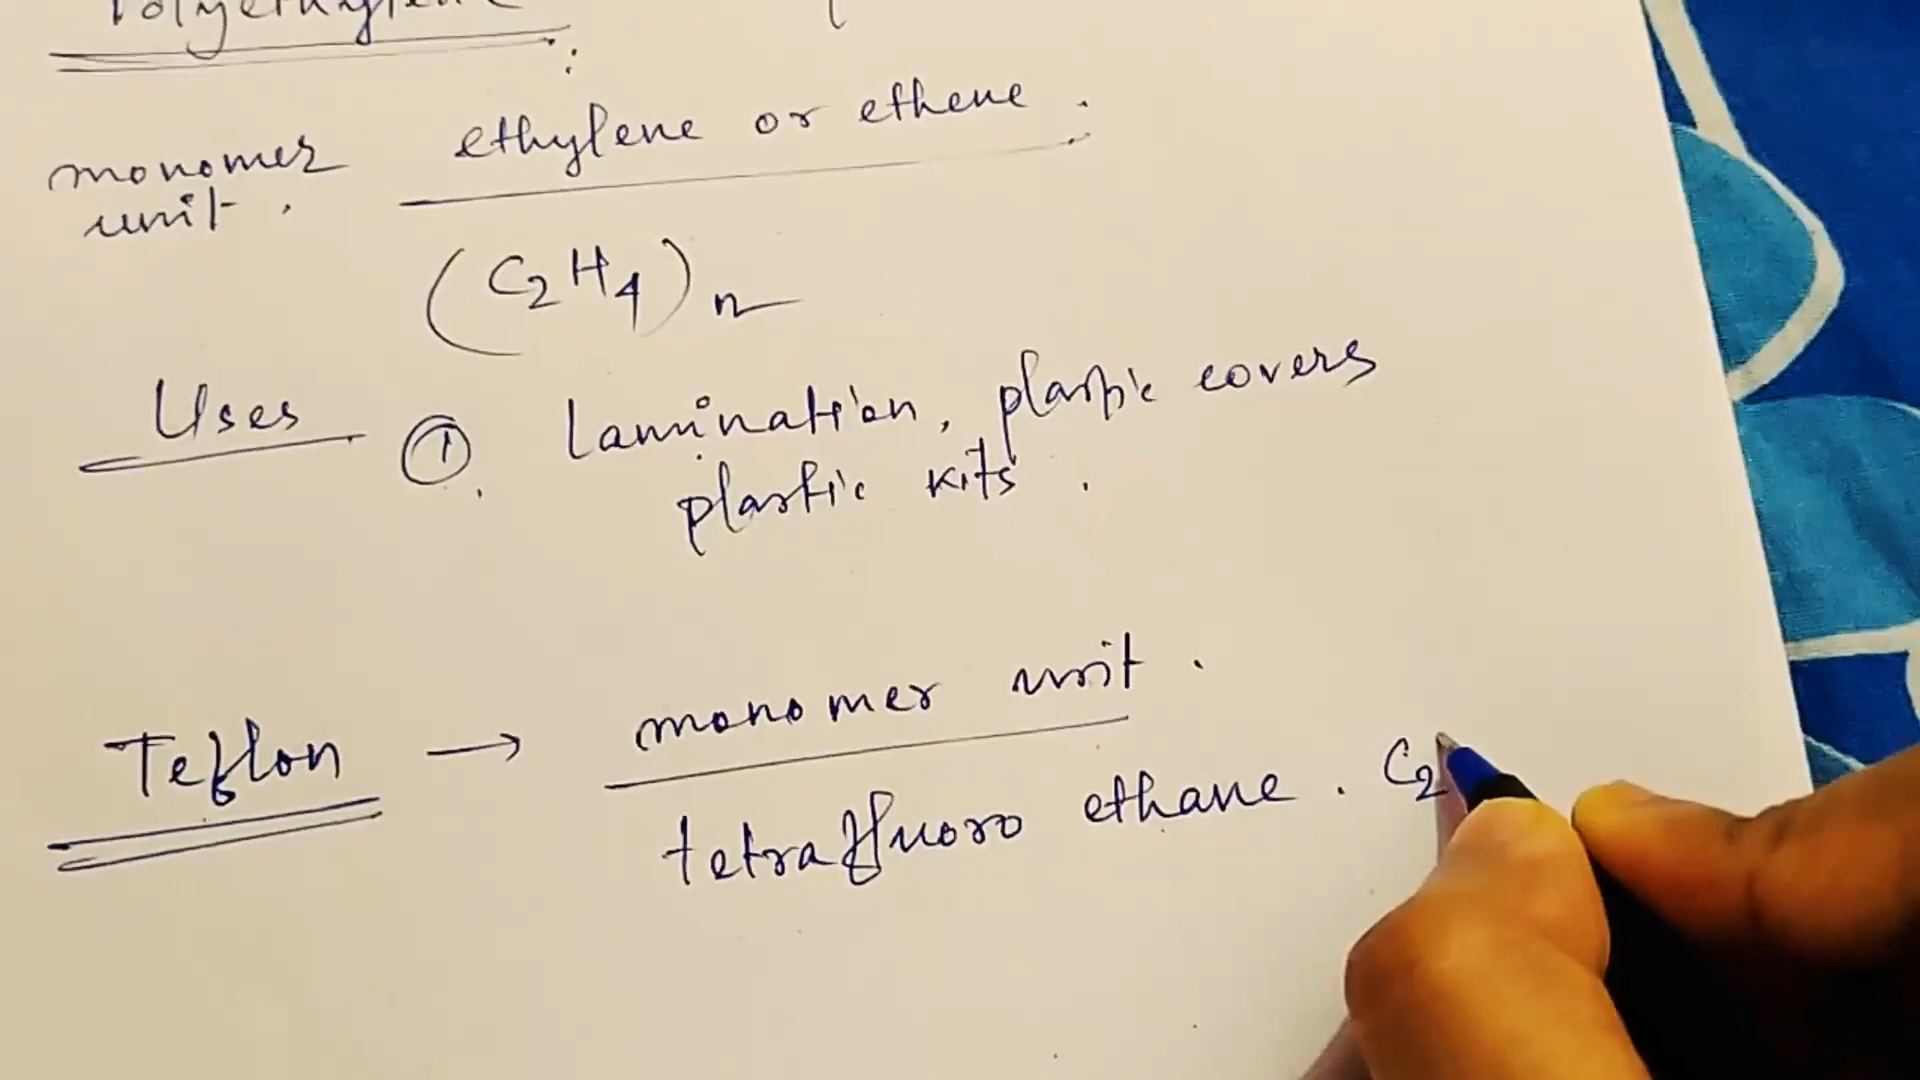 Polyethylene
monomer ethylene or ethene.
unit.
(C₂H₄)n
Uses ① Lamination, plastic covers
plastic kits.
Teflon → monomer unit.
tetrafluoro ethane. C₂